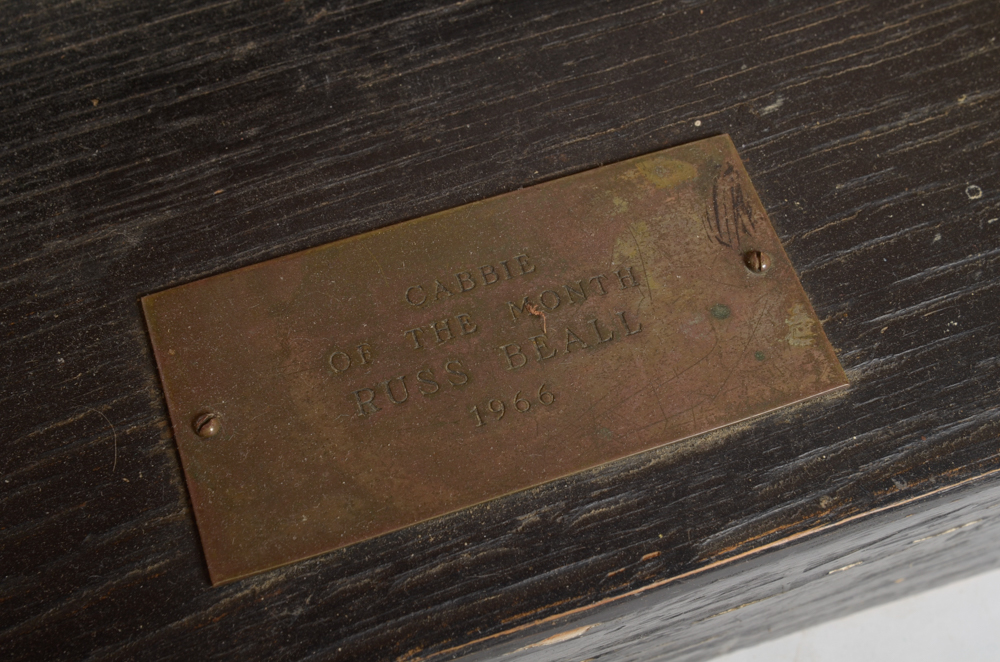 CABBIE
OF THE MONTH
RUSS BEALL
1966